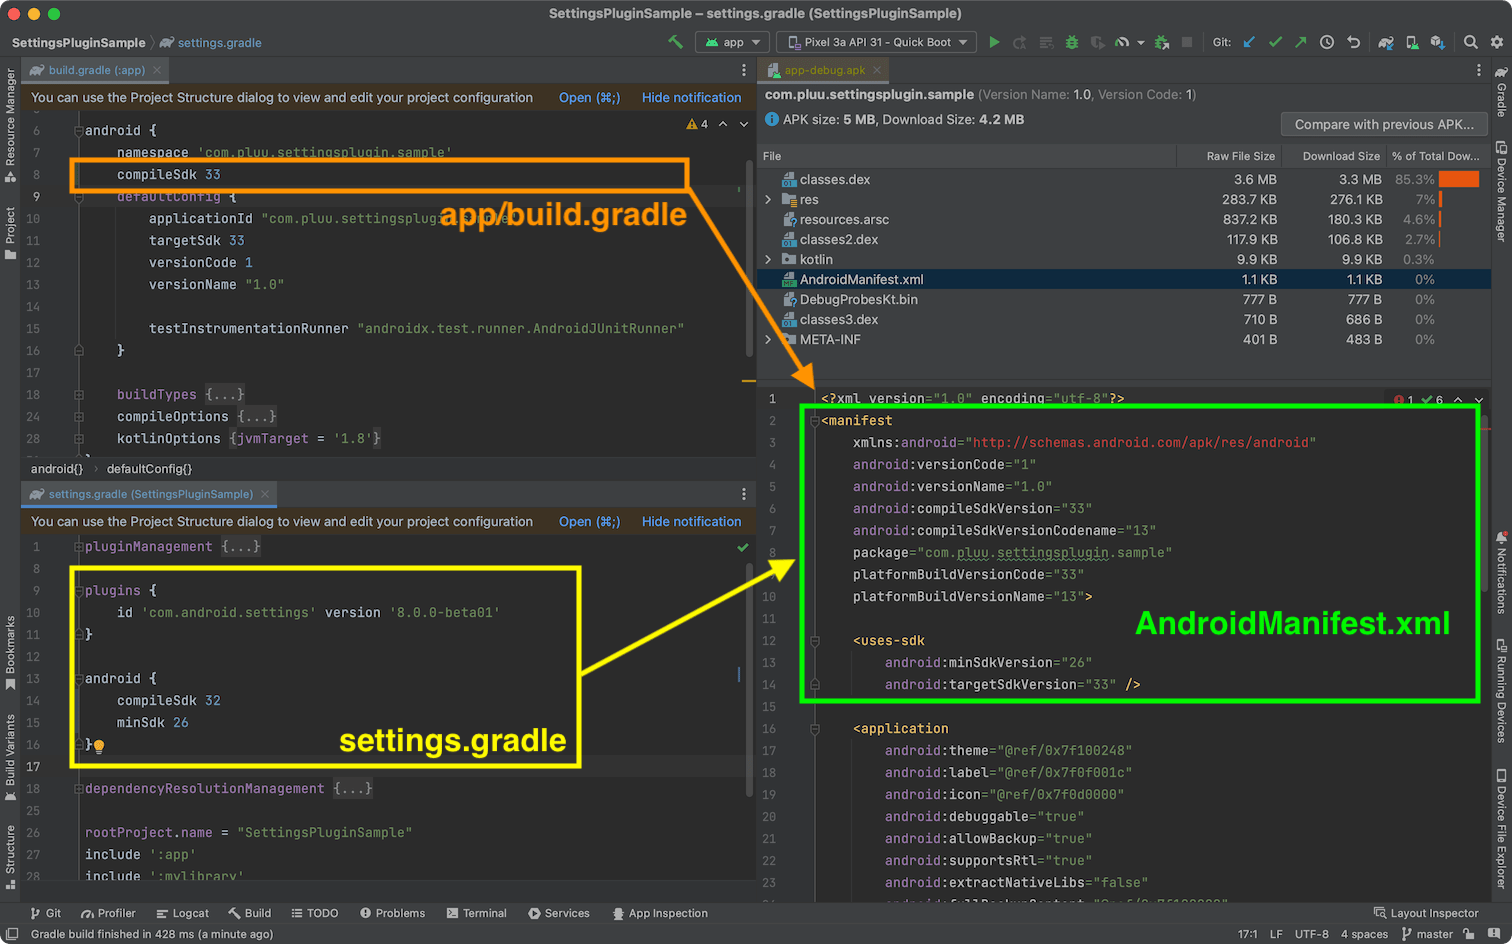 SettingsPluginSample – settings.gradle (SettingsPluginSample)
SettingsPluginSample
settings.gradle
app
Pixel 3a API 31 - Quick Boot
Git:
build.gradle (:app)
You can use the Project Structure dialog to view and edit your project configuration
Open (⌘;)
Hide notification
4
6 android {
7 namespace 'com.pluu.settingsplugin.sample'
8 compileSdk 33
9 defaultConfig {
10 applicationId "com.pluu.settingsplugin
app/build.gradle
11 targetSdk 33
12 versionCode 1
13 versionName "1.0"
14
15 testInstrumentationRunner "androidx.test.runner.AndroidJUnitRunner"
16 }
17
18 buildTypes {...}
24 compileOptions {...}
28 kotlinOptions {jvmTarget = '1.8'}
android{} › defaultConfig{}
settings.gradle (SettingsPluginSample)
You can use the Project Structure dialog to view and edit your project configuration
Open (⌘;)
Hide notification
1 pluginManagement {...}
8
9 plugins {
10 id 'com.android.settings' version '8.0.0-beta01'
11 }
12
13 android {
14 compileSdk 32
15 minSdk 26
16 }
settings.gradle
17
18 dependencyResolutionManagement {...}
25
26 rootProject.name = "SettingsPluginSample"
27 include ':app'
28 include ':mylibrary'
app-debug.apk
com.pluu.settingsplugin.sample (Version Name: 1.0, Version Code: 1)
APK size: 5 MB, Download Size: 4.2 MB
Compare with previous APK...
File Raw File Size Download Size % of Total Dow...
classes.dex 3.6 MB 3.3 MB 85.3%
res 283.7 KB 276.1 KB 7%
resources.arsc 837.2 KB 180.3 KB 4.6%
classes2.dex 117.9 KB 106.8 KB 2.7%
kotlin 9.9 KB 9.9 KB 0.3%
AndroidManifest.xml 1.1 KB 1.1 KB 0%
DebugProbesKt.bin 777 B 777 B 0%
classes3.dex 710 B 686 B 0%
META-INF 401 B 483 B 0%
1 <?xml version="1.0" encoding="utf-8"?>
1 6
2 <manifest
3 xmlns:android="http://schemas.android.com/apk/res/android"
4 android:versionCode="1"
5 android:versionName="1.0"
6 android:compileSdkVersion="33"
7 android:compileSdkVersionCodename="13"
8 package="com.pluu.settingsplugin.sample"
platformBuildVersionCode="33"
10 platformBuildVersionName="13">
11
AndroidManifest.xml
12 <uses-sdk
13 android:minSdkVersion="26"
14 android:targetSdkVersion="33" />
15
16 <application
17 android:theme="@ref/0x7f100248"
18 android:label="@ref/0x7f0f001c"
19 android:icon="@ref/0x7f0d0000"
20 android:debuggable="true"
21 android:allowBackup="true"
22 android:supportsRtl="true"
23 android:extractNativeLibs="false"
Resource Manager
Project
Bookmarks
Build Variants
Structure
Gradle
Device Manager
Notifications
Running Devices
Device File Explorer
Git
Profiler
Logcat
Build
TODO
Problems
Terminal
Services
App Inspection
Layout Inspector
Gradle build finished in 428 ms (a minute ago)
17:1 LF UTF-8 4 spaces master